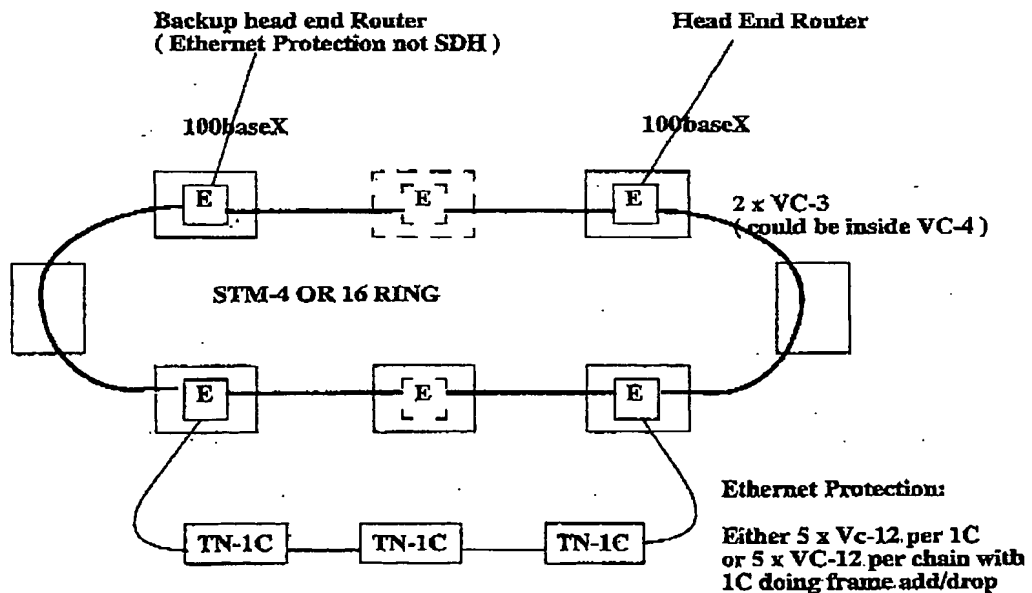 Backup head end Router
( Ethernet Protection not SDH )
Head End Router
100baseX
100baseX
E
E
E
2 x VC-3
( could be inside VC-4 )
STM-4 OR 16 RING
E
E
E
TN-1C
TN-1C
TN-1C
Ethernet Protection:
Either 5 x Vc-12 per 1C
or 5 x VC-12 per chain with
1C doing frame add/drop